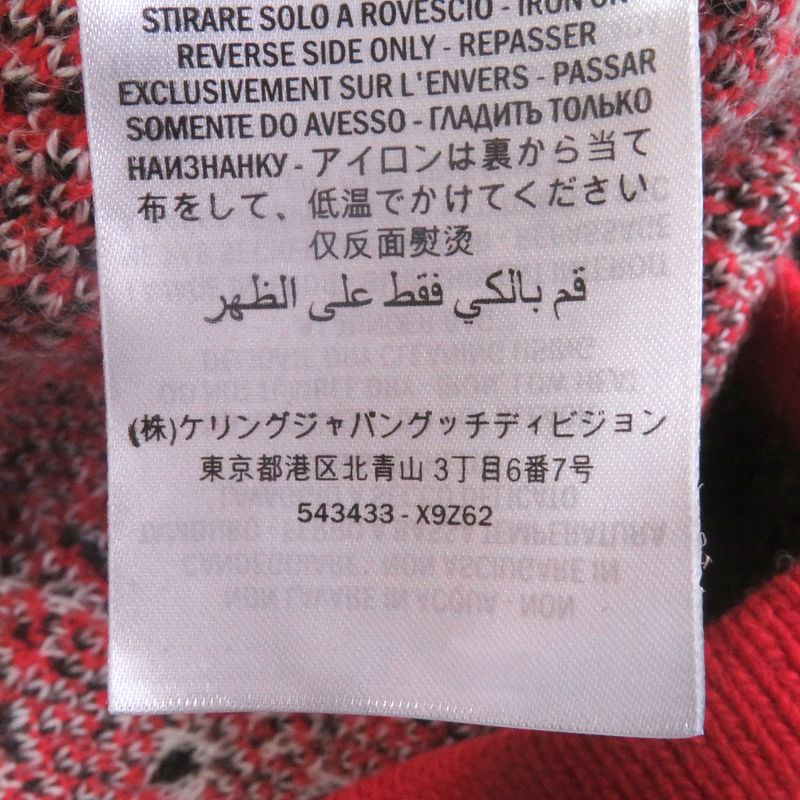 STIRARE SOLO A ROVESCIO - IRON ON
REVERSE SIDE ONLY - REPASSER
EXCLUSIVEMENT SUR L'ENVERS - PASSAR
SOMENTE DO AVESSO - ГЛАДИТЬ ТОЛЬКО
НАИЗНАНКУ - アイロンは裏から当て
布をして、低温でかけてください
仅反面熨烫
قم بالكي فقط على الظهر
(株)ケリングジャパングッチディビジョン
東京都港区北青山 3丁目6番7号
543433 - X9Z62